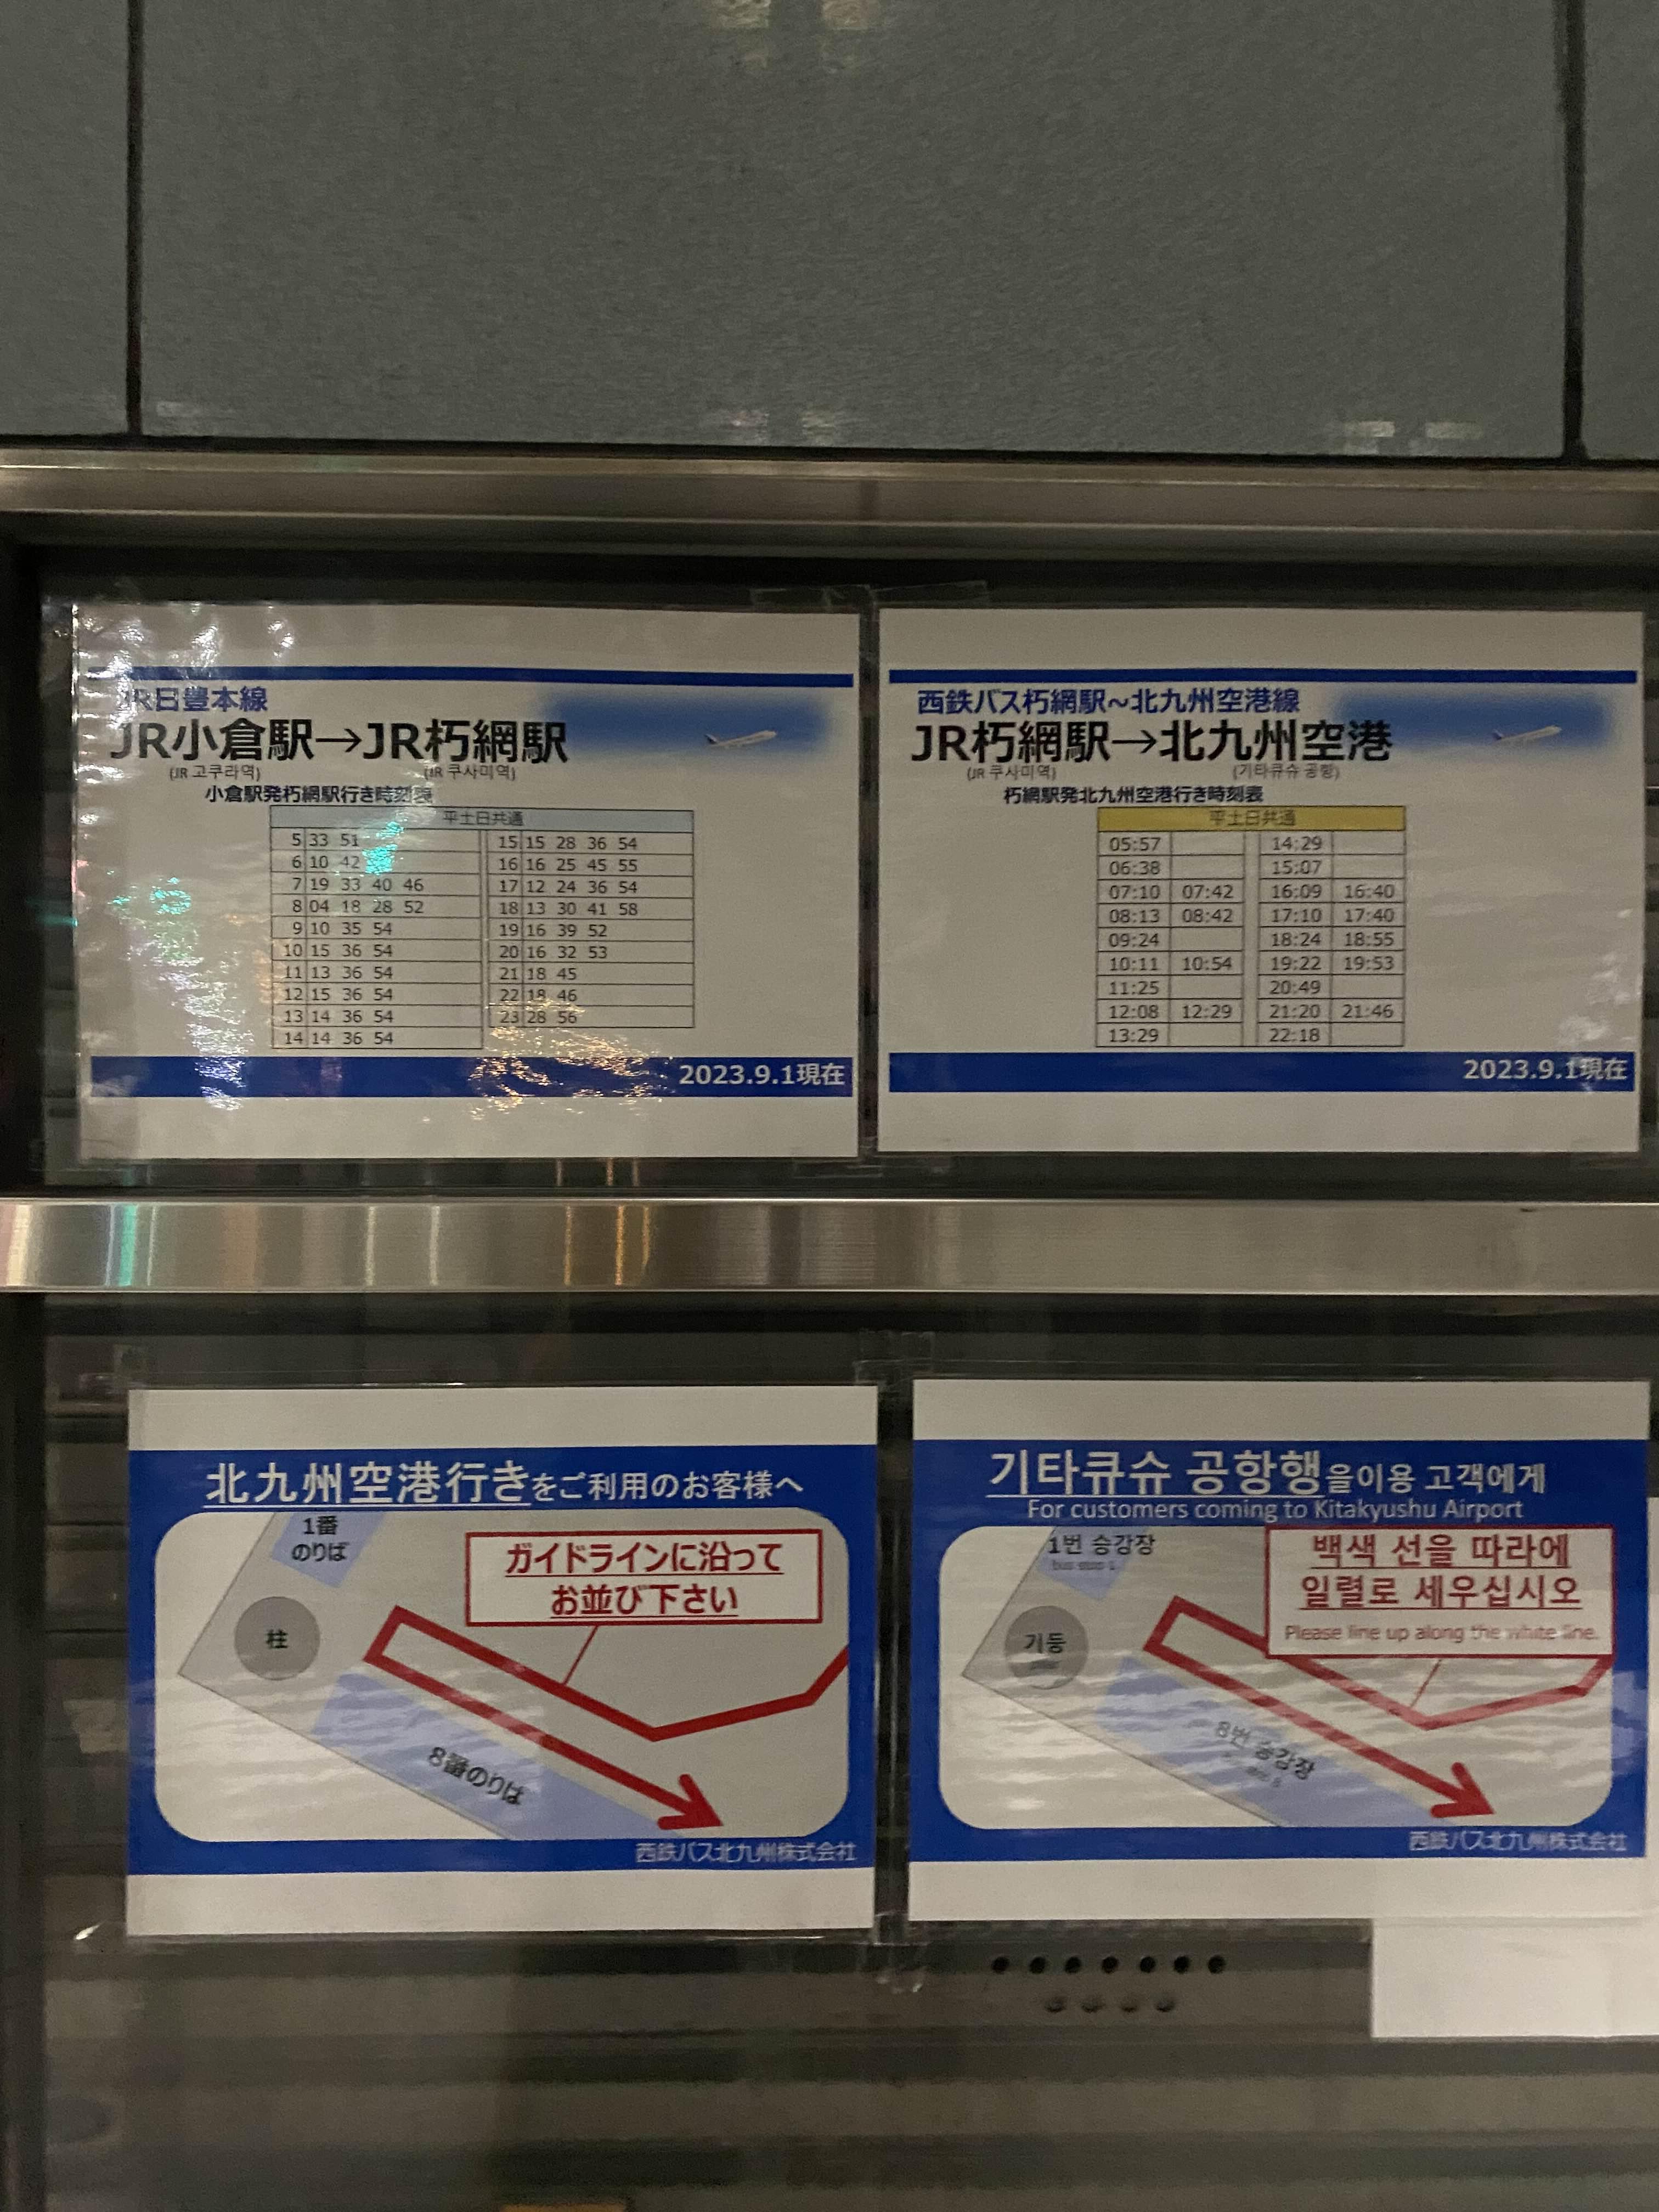 JR日豊本線
JR小倉駅→JR朽網駅
(JR 고쿠라역) (JR 쿠사미역)
小倉駅発朽網駅行き時刻表
平土日共通
5 33 51
6 10 42
7 19 33 40 46
8 04 18 28 52
9 10 35 54
10 15 36 54
11 13 36 54
12 15 36 54
13 14 36 54
14 14 36 54
15 15 28 36 54
16 16 25 45 55
17 12 24 36 54
18 13 30 41 58
19 16 39 52
20 16 32 53
21 18 45
22 18 46
23 28 56
2023.9.1現在
西鉄バス朽網駅～北九州空港線
JR朽網駅→北九州空港
(JR 쿠사미역) (기타큐슈 공항)
朽網駅発北九州空港行き時刻表
平土日共通
05:57
06:38
07:10 07:42
08:13 08:42
09:24
10:11 10:54
11:25
12:08 12:29
13:29
14:29
15:07
16:09 16:40
17:10 17:40
18:24 18:55
19:22 19:53
20:49
21:20 21:46
22:18
2023.9.1現在
北九州空港行きをご利用のお客様へ
1番
のりば
ガイドラインに沿って
お並び下さい
柱
8番のりば
西鉄バス北九州株式会社
기타큐슈 공항행을이용 고객에게
For customers coming to Kitakyushu Airport
1번 승강장
bus stop 1
백색 선을 따라에
일렬로 세우십시오
Please line up along the white line.
기둥
8번 승강장
西鉄バス北九州株式会社